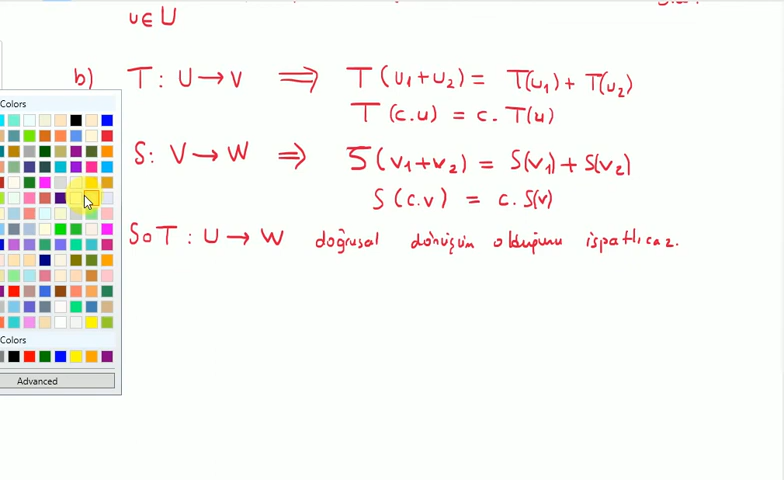 u∈U
b) T : U → V ⟹ T(u₁+u₂) = T(u₁) + T(u₂)
T(c.u) = c. T(u)
Colors
S: V → W ⟹ S(v₁+v₂) = S(v₁) + S(v₂)
S(c.v) = c. S(v)
SoT : U → W doğrusal dönüşüm olduğunu ispatlıcaz.
Colors
Advanced